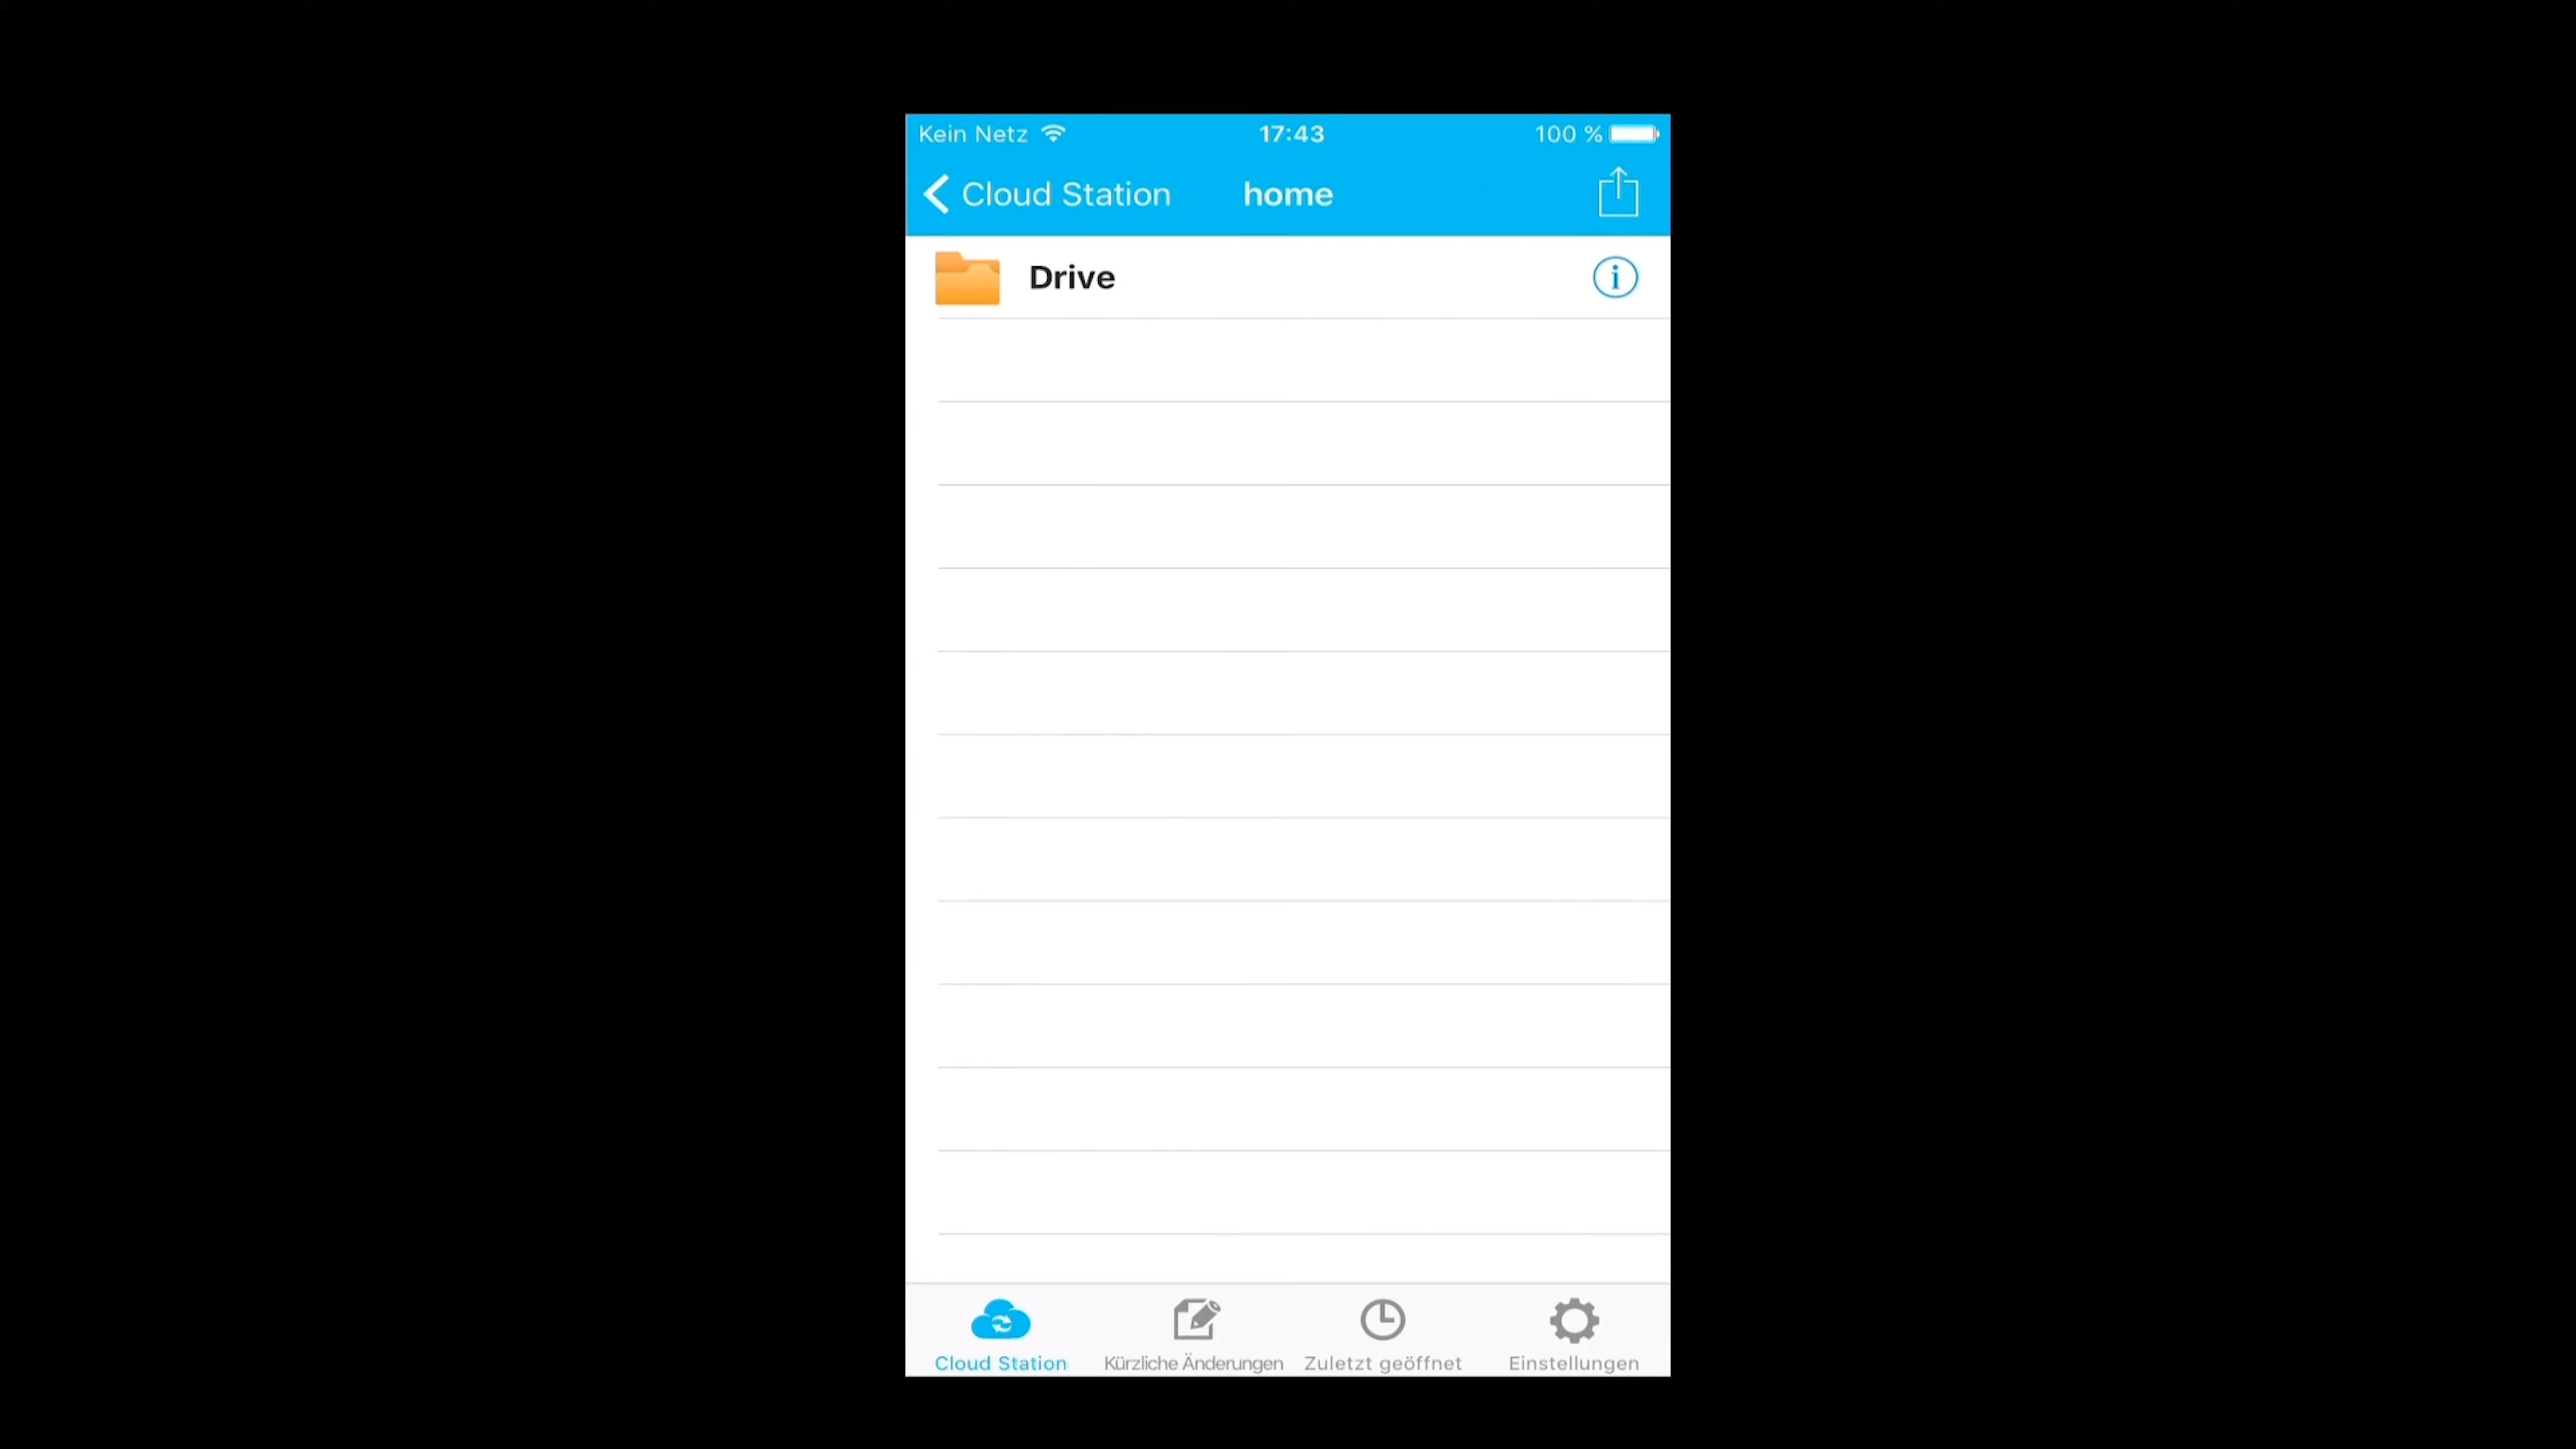 Kein Netz 17:43 100 %
Cloud Station home
Drive
Cloud Station Kürzliche Änderungen Zuletzt geöffnet Einstellungen